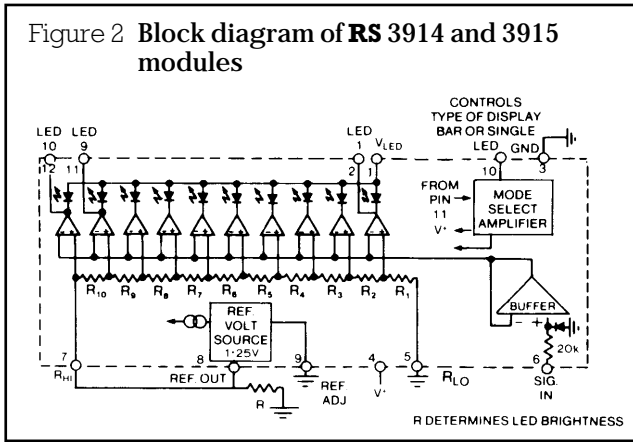 Figure 2 Block diagram of RS 3914 and 3915
modules
CONTROLS
TYPE OF DISPLAY
BAR OR SINGLE
LED
10
LED
9
LED
1
VLED
LED
GND
12
11
2
1
10
3
FROM
PIN
11
V+
MODE
SELECT
AMPLIFIER
- +
- +
- +
- +
- +
- +
- +
- +
- +
- +
R10
R9
R8
R7
R6
R5
R4
R3
R2
R1
BUFFER
- +
20k
REF.
VOLT
SOURCE
1·25V
7
8
9
4
5
6
RHI
REF. OUT
REF
ADJ
V+
RLO
SIG.
IN
R
R DETERMINES LED BRIGHTNESS